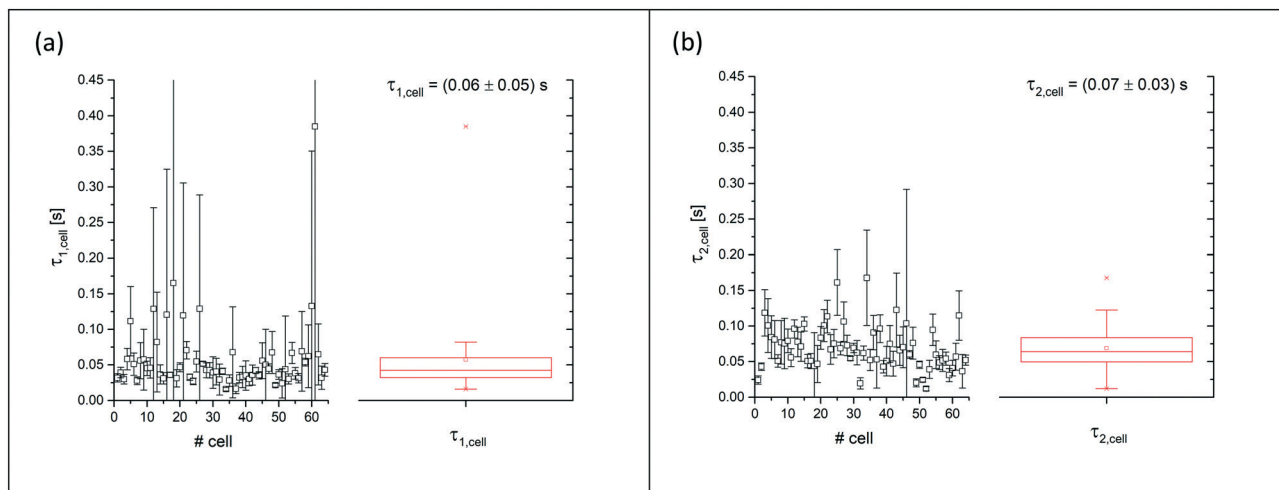 (a)
τ1,cell = (0.06 ± 0.05) s
0.45
0.40
0.35
0.30
0.25
0.20
0.15
0.10
0.05
0.00
τ1,cell [s]
0 10 20 30 40 50 60
# cell
τ1,cell
(b)
τ2,cell = (0.07 ± 0.03) s
0.45
0.40
0.35
0.30
0.25
0.20
0.15
0.10
0.05
0.00
τ2,cell [s]
0 10 20 30 40 50 60
# cell
τ2,cell